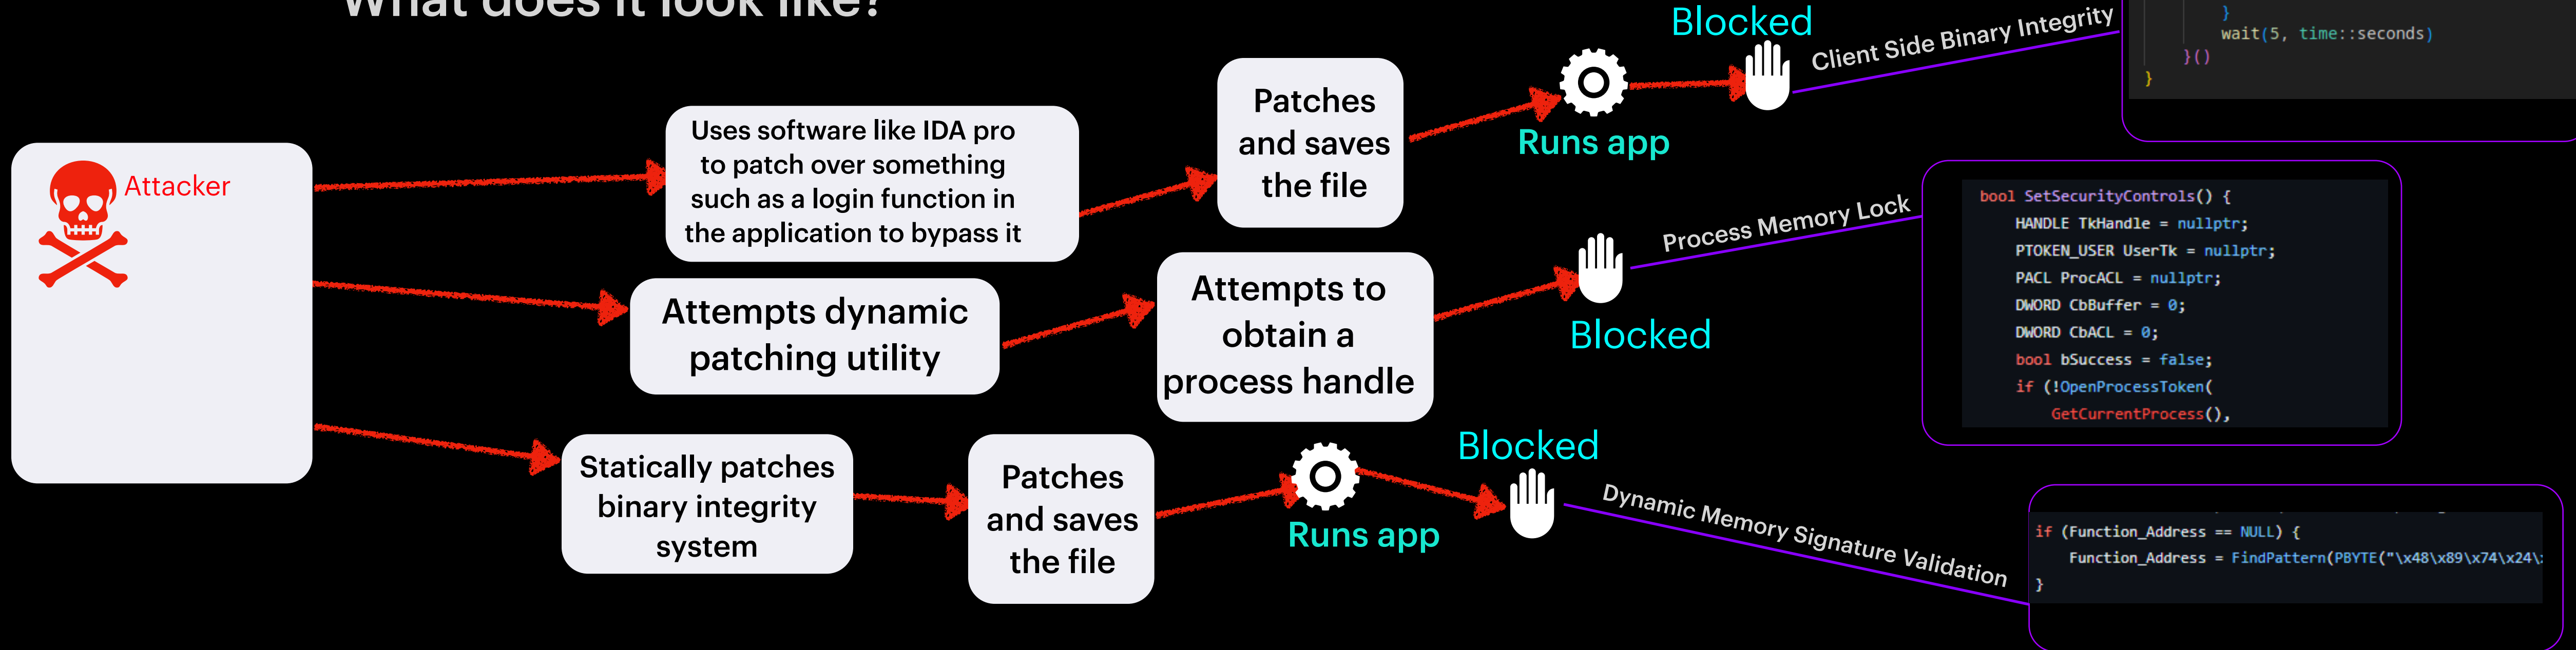 What does it look like?
Attacker
Uses software like IDA pro
to patch over something
such as a login function in
the application to bypass it
Patches
and saves
the file
Runs app
Blocked
Client Side Binary Integrity
}
wait(5, time::seconds)
}()
}
Attempts dynamic
patching utility
Attempts to
obtain a
process handle
Blocked
Process Memory Lock
bool SetSecurityControls() {
HANDLE TkHandle = nullptr;
PTOKEN_USER UserTk = nullptr;
PACL ProcACL = nullptr;
DWORD CbBuffer = 0;
DWORD CbACL = 0;
bool bSuccess = false;
if (!OpenProcessToken(
GetCurrentProcess(),
Statically patches
binary integrity
system
Patches
and saves
the file
Runs app
Blocked
Dynamic Memory Signature Validation
if (Function_Address == NULL) {
Function_Address = FindPattern(PBYTE("\x48\x89\x74\x24\
}